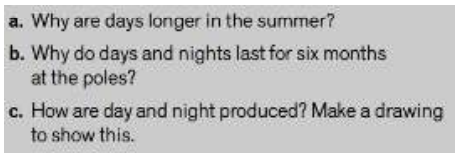 a. Why are days longer in the summer?
b. Why do days and nights last for six months
at the poles?
c. How are day and night produced? Make a drawing
to show this.